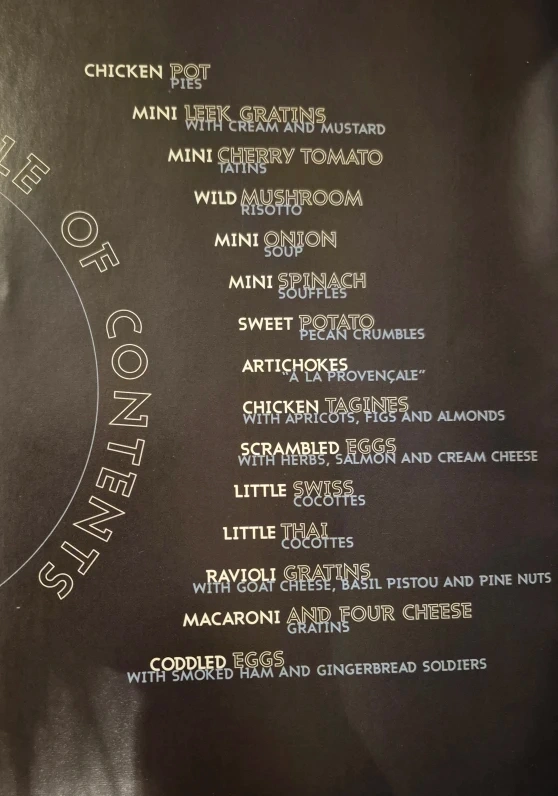 CHICKEN POT
PIES
MINI LEEK GRATINS
WITH CREAM AND MUSTARD
MINI CHERRY TOMATO
TATINS
WILD MUSHROOM
RISOTTO
MINI ONION
SOUP
MINI SPINACH
SOUFFLES
SWEET POTATO
PECAN CRUMBLES
ARTICHOKES
"À LA PROVENÇALE"
CHICKEN TAGINES
WITH APRICOTS, FIGS AND ALMONDS
SCRAMBLED EGGS
WITH HERBS, SALMON AND CREAM CHEESE
LITTLE SWISS
COCOTTES
LITTLE THAI
COCOTTES
RAVIOLI GRATINS
WITH GOAT CHEESE, BASIL PISTOU AND PINE NUTS
MACARONI AND FOUR CHEESE
GRATINS
CODDLED EGGS
WITH SMOKED HAM AND GINGERBREAD SOLDIERS
LE OF CONTENTS